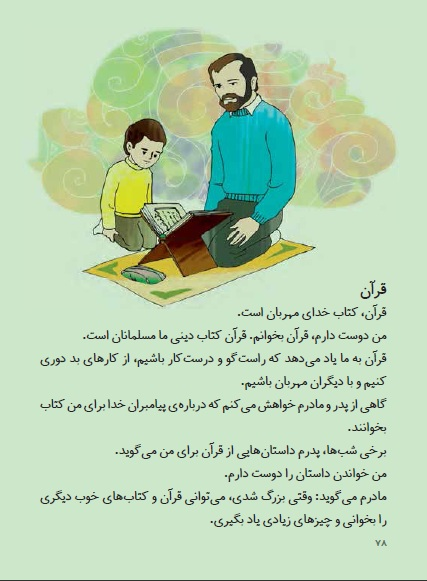 قرآن
قرآن، کتاب خدای مهربان است.
من دوست دارم، قرآن بخوانم. قرآن کتاب دینی ما مسلمانان است.
قرآن به ما یاد می‌دهد که راست‌گو و درست‌کار باشیم، از کارهای بد دوری
کنیم و با دیگران مهربان باشیم.
گاهی از پدر و مادرم خواهش می‌کنم که درباره‌ی پیامبران خدا برای من کتاب
بخوانند.
برخی شب‌ها، پدرم داستان‌هایی از قرآن برای من می‌گوید.
من خواندن داستان را دوست دارم.
مادرم می‌گوید: وقتی بزرگ شدی، می‌توانی قرآن و کتاب‌های خوب دیگری
را بخوانی و چیزهای زیادی یاد بگیری.
۷۸